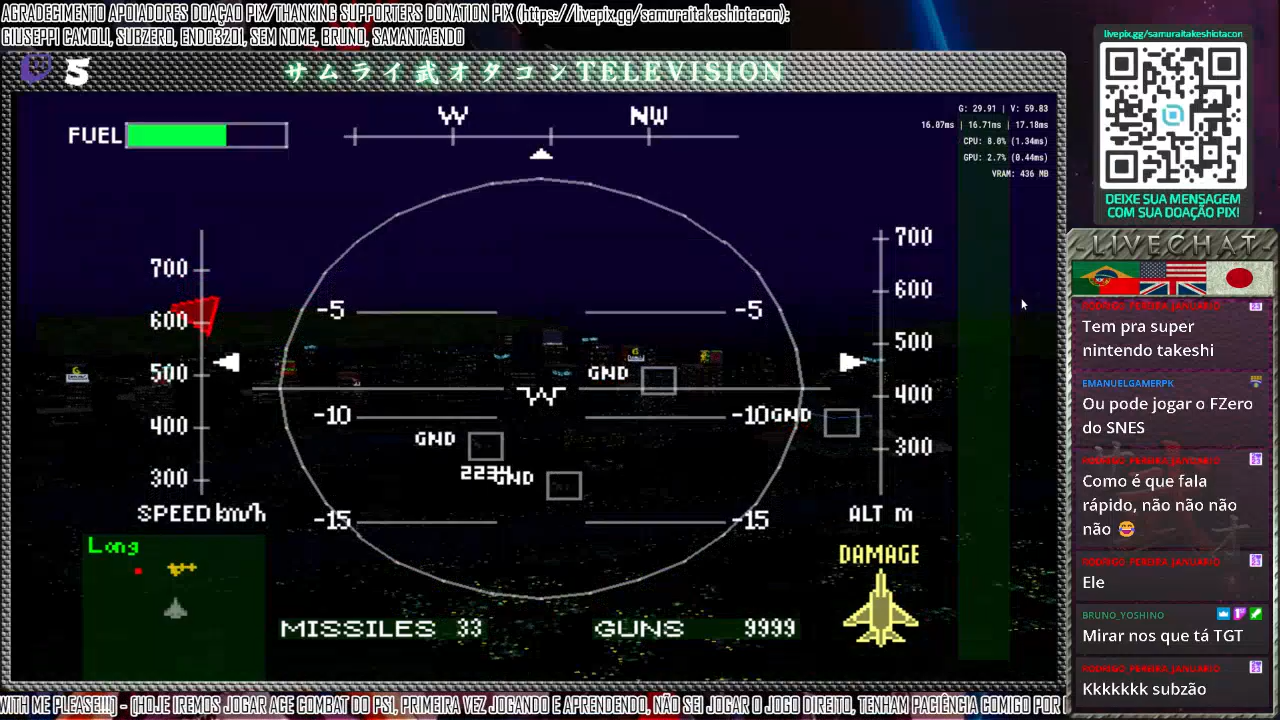 AGRADECIMENTO APOIADORES DOAÇÃO PIX/THANKING SUPPORTERS DONATION PIX (https://livepix.gg/samuraitakeshiotacon):
GIUSEPPI CAMOLI, SUBZERO, ENDO3201, SEM NOME, BRUNO, SAMANTAENDO
5
サムライ武オタコンTELEVISION
livepix.gg/samuraitakeshiotacon
DEIXE SUA MENSAGEM
COM SUA DOAÇÃO PIX!
G: 29.91 | V: 59.83
16.07ms | 16.71ms | 17.18ms
CPU: 8.0% (1.34ms)
GPU: 2.7% (0.44ms)
VRAM: 436 MB
FUEL
W
NW
700
600
500
400
300
SPEED km/h
700
600
500
400
300
ALT m
-5
-5
-10
-10
-15
-15
GND
GND
GND
GND
DAMAGE
Long
MISSILES 33
GUNS 9999
-LIVECHAT-
RODRIGO_PEREIRA_JANUARIO
Tem pra super
nintendo takeshi
EMANUELGAMERPK
Ou pode jogar o FZero
do SNES
RODRIGO_PEREIRA_JANUARIO
Como é que fala
rápido, não não não
não 😂
RODRIGO_PEREIRA_JANUARIO
Ele
BRUNO_YOSHINO
Mirar nos que tá TGT
RODRIGO_PEREIRA_JANUARIO
Kkkkkkk subzão
WITH ME PLEASE!!!) - (HOJE IREMOS JOGAR ACE COMBAT DO PS1, PRIMEIRA VEZ JOGANDO E APRENDENDO, NÃO SEI JOGAR O JOGO DIREITO, TENHAM PACIÊNCIA COMIGO POR